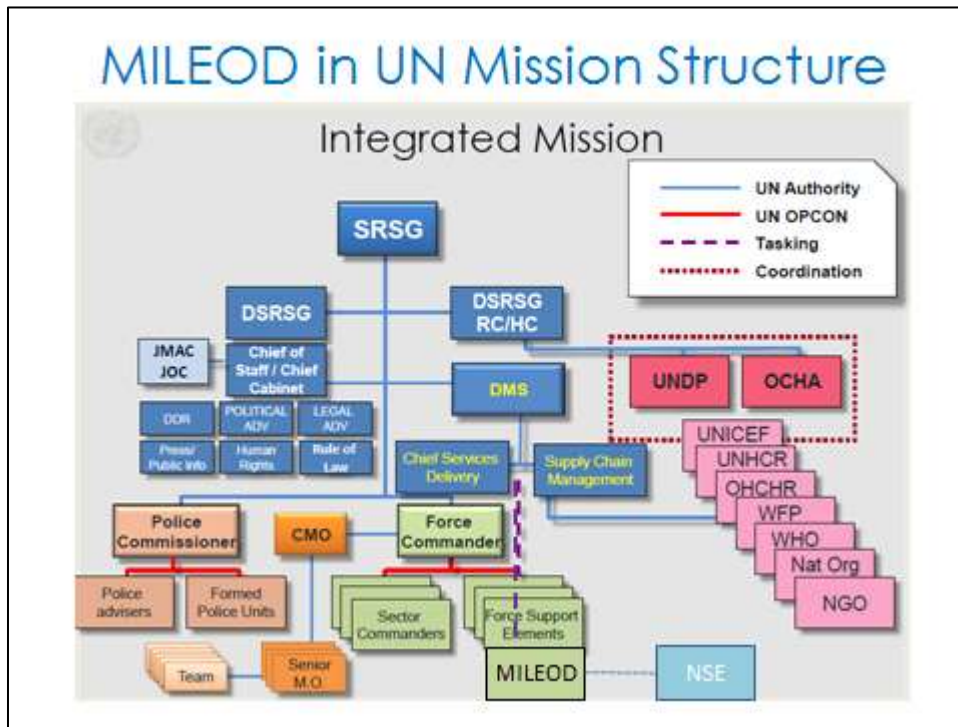 MILEOD in UN Mission Structure
Integrated Mission
UN Authority
UN OPCON
Tasking
Coordination
SRSG
DSRSG
DSRSG
RC/HC
JMAC
JOC
Chief of
Staff / Chief
Cabinet
DMS
UNDP
OCHA
DDR
POLITICAL
ADV
LEGAL
ADV
Press/
Public Info
Human
Rights
Rule of
Law
Chief Services
Delivery
Supply Chain
Management
UNICEF
UNHCR
OHCHR
WFP
WHO
Nat Org
NGO
Police
Commissioner
CMO
Force
Commander
Police
advisers
Formed
Police Units
Sector
Commanders
Force Support
Elements
Team
Senior
M.O.
MILEOD
NSE